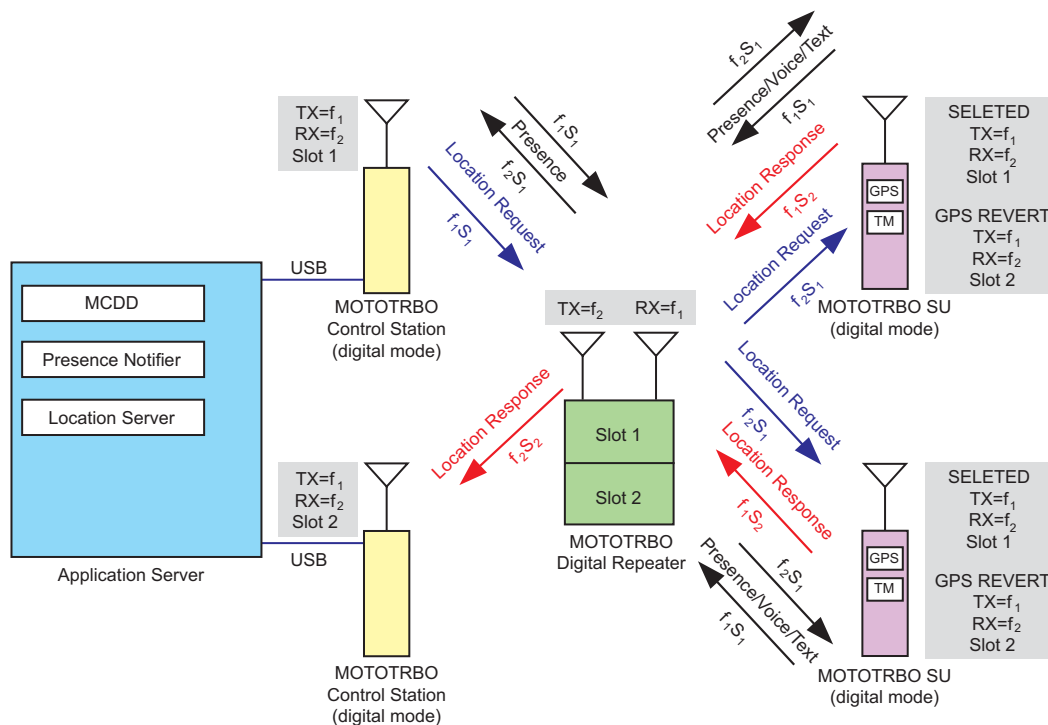 TX=f₁
RX=f₂
Slot 1
USB
MOTOTRBO
Control Station
(digital mode)
Location Request
f₁S₁
f₁S₁
Presence
f₂S₁
MCDD
Presence Notifier
Location Server
Application Server
TX=f₁
RX=f₂
Slot 2
USB
MOTOTRBO
Control Station
(digital mode)
Location Response
f₂S₂
TX=f₂
RX=f₁
Slot 1
Slot 2
MOTOTRBO
Digital Repeater
f₂S₁
Presence/Voice/Text
f₁S₁
Location Response
f₁S₂
Location Request
f₂S₁
GPS
TM
MOTOTRBO SU
(digital mode)
SELETED
TX=f₁
RX=f₂
Slot 1
GPS REVERT
TX=f₁
RX=f₂
Slot 2
Location Request
f₂S₁
Location Response
f₁S₂
f₂S₁
Presence/Voice/Text
f₁S₁
GPS
TM
MOTOTRBO SU
(digital mode)
SELETED
TX=f₁
RX=f₂
Slot 1
GPS REVERT
TX=f₁
RX=f₂
Slot 2